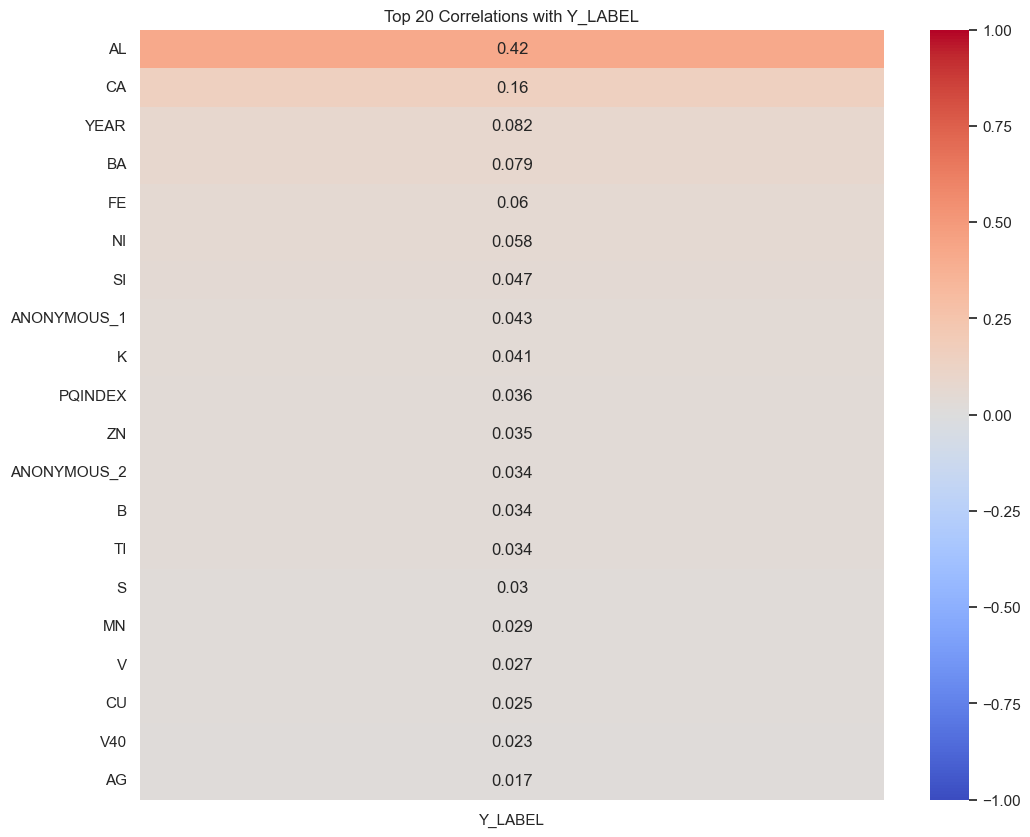 Top 20 Correlations with Y_LABEL
AL 0.42
CA 0.16
YEAR 0.082
BA 0.079
FE 0.06
NI 0.058
SI 0.047
ANONYMOUS_1 0.043
K 0.041
PQINDEX 0.036
ZN 0.035
ANONYMOUS_2 0.034
B 0.034
TI 0.034
S 0.03
MN 0.029
V 0.027
CU 0.025
V40 0.023
AG 0.017
Y_LABEL
1.00
0.75
0.50
0.25
0.00
−0.25
−0.50
−0.75
−1.00